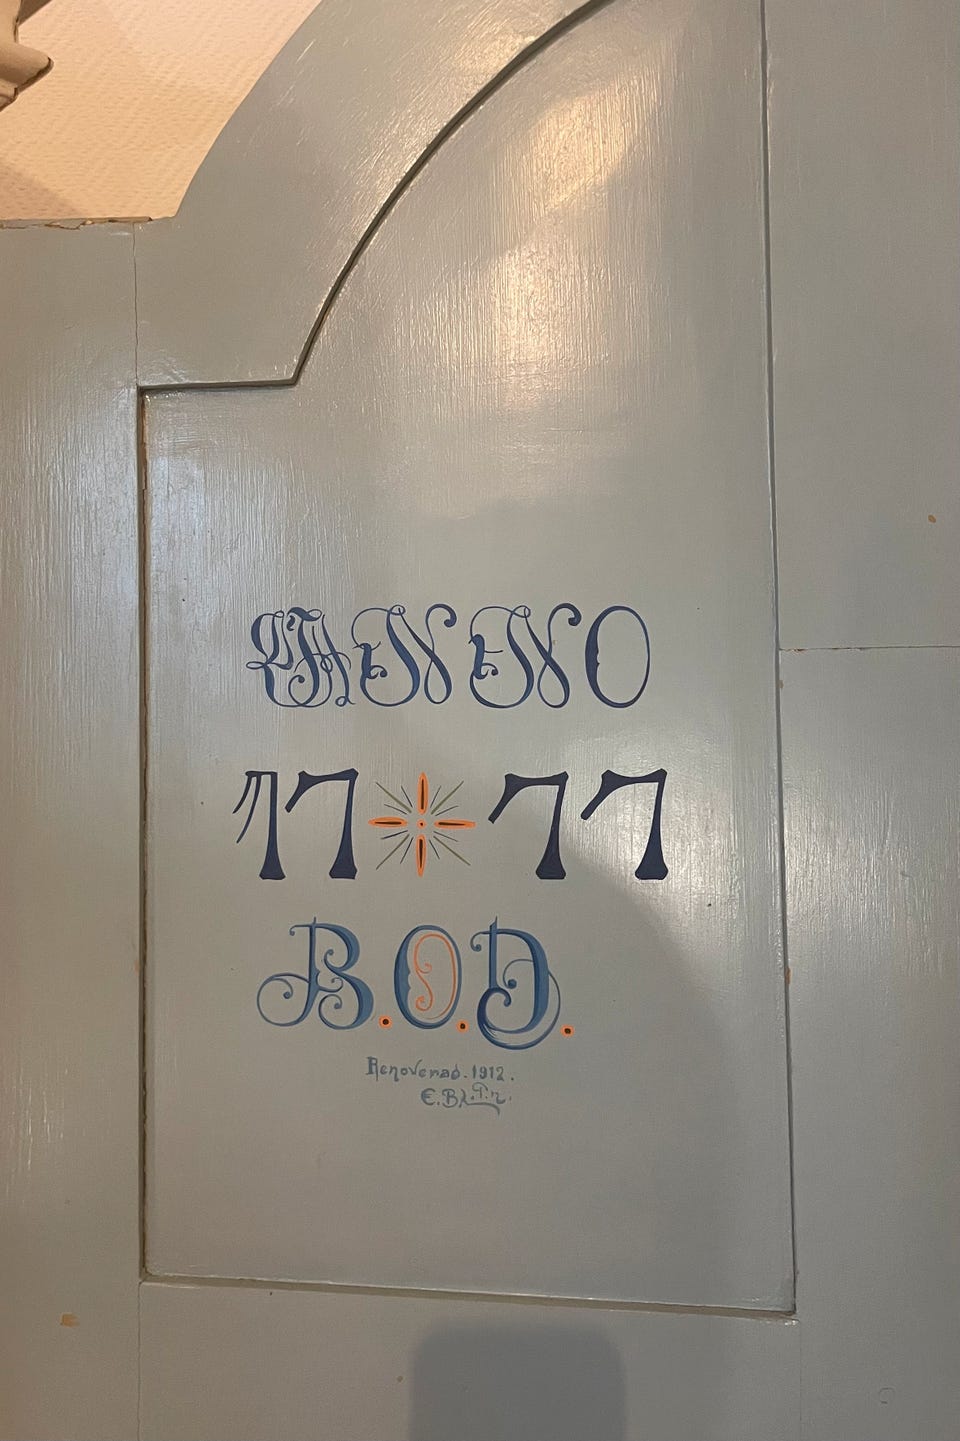 ANNO
17 77
B.O.D.
Renoverad. 1912.